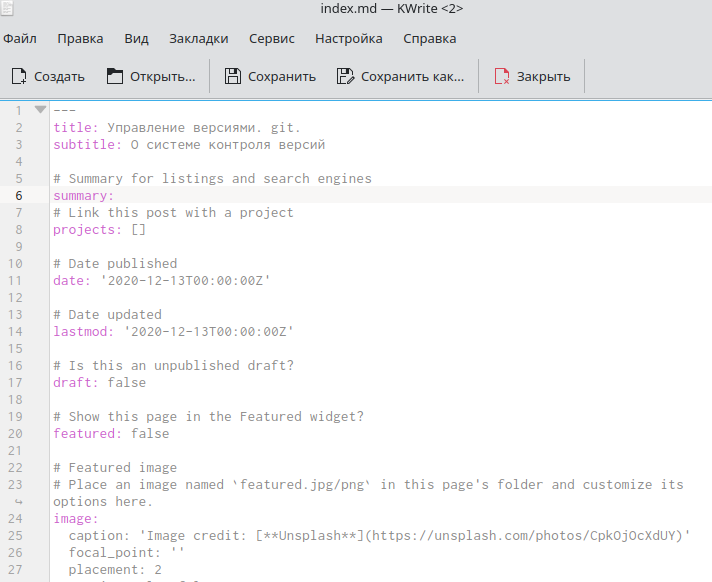 index.md — KWrite <2>
Файл Правка Вид Закладки Сервис Настройка Справка
Создать Открыть... Сохранить Сохранить как... Закрыть
1 ---
2 title: Управление версиями. git.
3 subtitle: О системе контроля версий
4
5 # Summary for listings and search engines
6 summary:
7 # Link this post with a project
8 projects: []
9
10 # Date published
11 date: '2020-12-13T00:00:00Z'
12
13 # Date updated
14 lastmod: '2020-12-13T00:00:00Z'
15
16 # Is this an unpublished draft?
17 draft: false
18
19 # Show this page in the Featured widget?
20 featured: false
21
22 # Featured image
23 # Place an image named `featured.jpg/png` in this page's folder and customize its
options here.
24 image:
25 caption: 'Image credit: [**Unsplash**](https://unsplash.com/photos/CpkOjOcXdUY)'
26 focal_point: ''
27 placement: 2